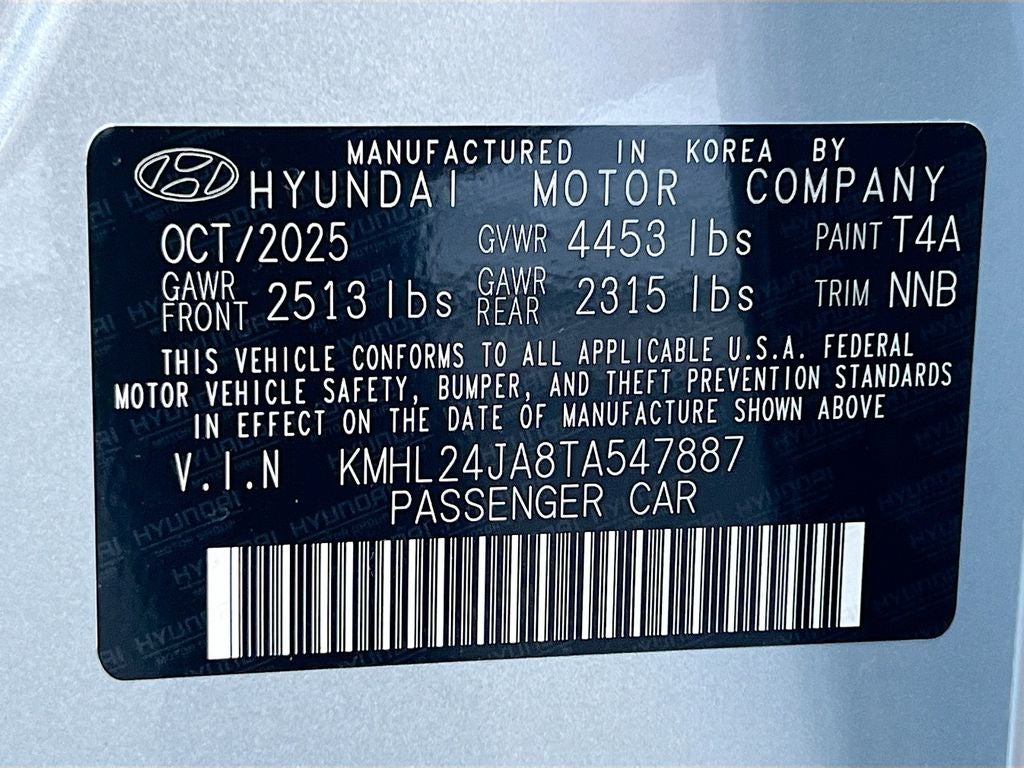 MANUFACTURED IN KOREA BY
HYUNDAI MOTOR COMPANY
OCT/2025 GVWR 4453 lbs PAINT T4A
GAWR FRONT 2513 lbs GAWR REAR 2315 lbs TRIM NNB
THIS VEHICLE CONFORMS TO ALL APPLICABLE U.S.A. FEDERAL
MOTOR VEHICLE SAFETY, BUMPER, AND THEFT PREVENTION STANDARDS
IN EFFECT ON THE DATE OF MANUFACTURE SHOWN ABOVE
V.I.N KMHL24JA8TA547887
PASSENGER CAR